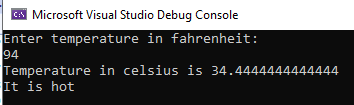 Microsoft Visual Studio Debug Console
Enter temperature in fahrenheit:
94
Temperature in celsius is 34.4444444444444
It is hot